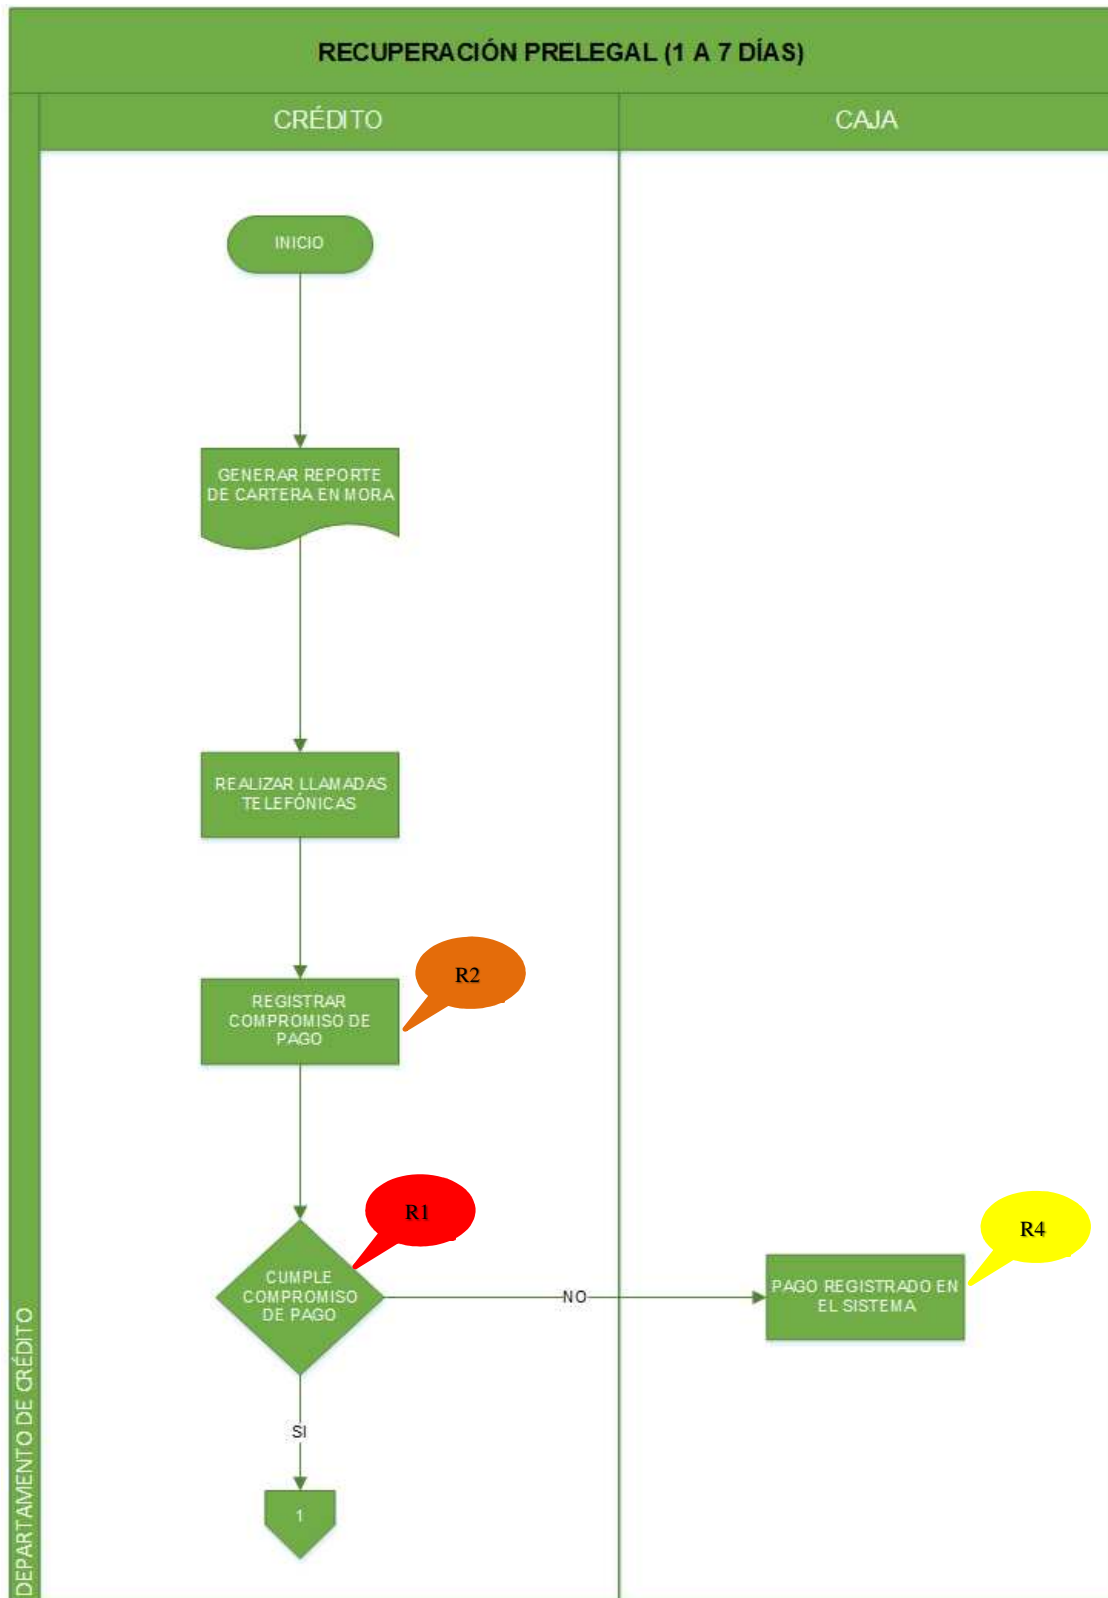 RECUPERACIÓN PRELEGAL (1 A 7 DÍAS)
CRÉDITO
CAJA
INICIO
GENERAR REPORTE
DE CARTERA EN MORA
REALIZAR LLAMADAS
TELEFÓNICAS
R2
REGISTRAR
COMPROMISO DE
PAGO
R1
R4
CUMPLE
COMPROMISO
DE PAGO
NO
PAGO REGISTRADO EN
EL SISTEMA
SI
1
DEPARTAMENTO DE CRÉDITO